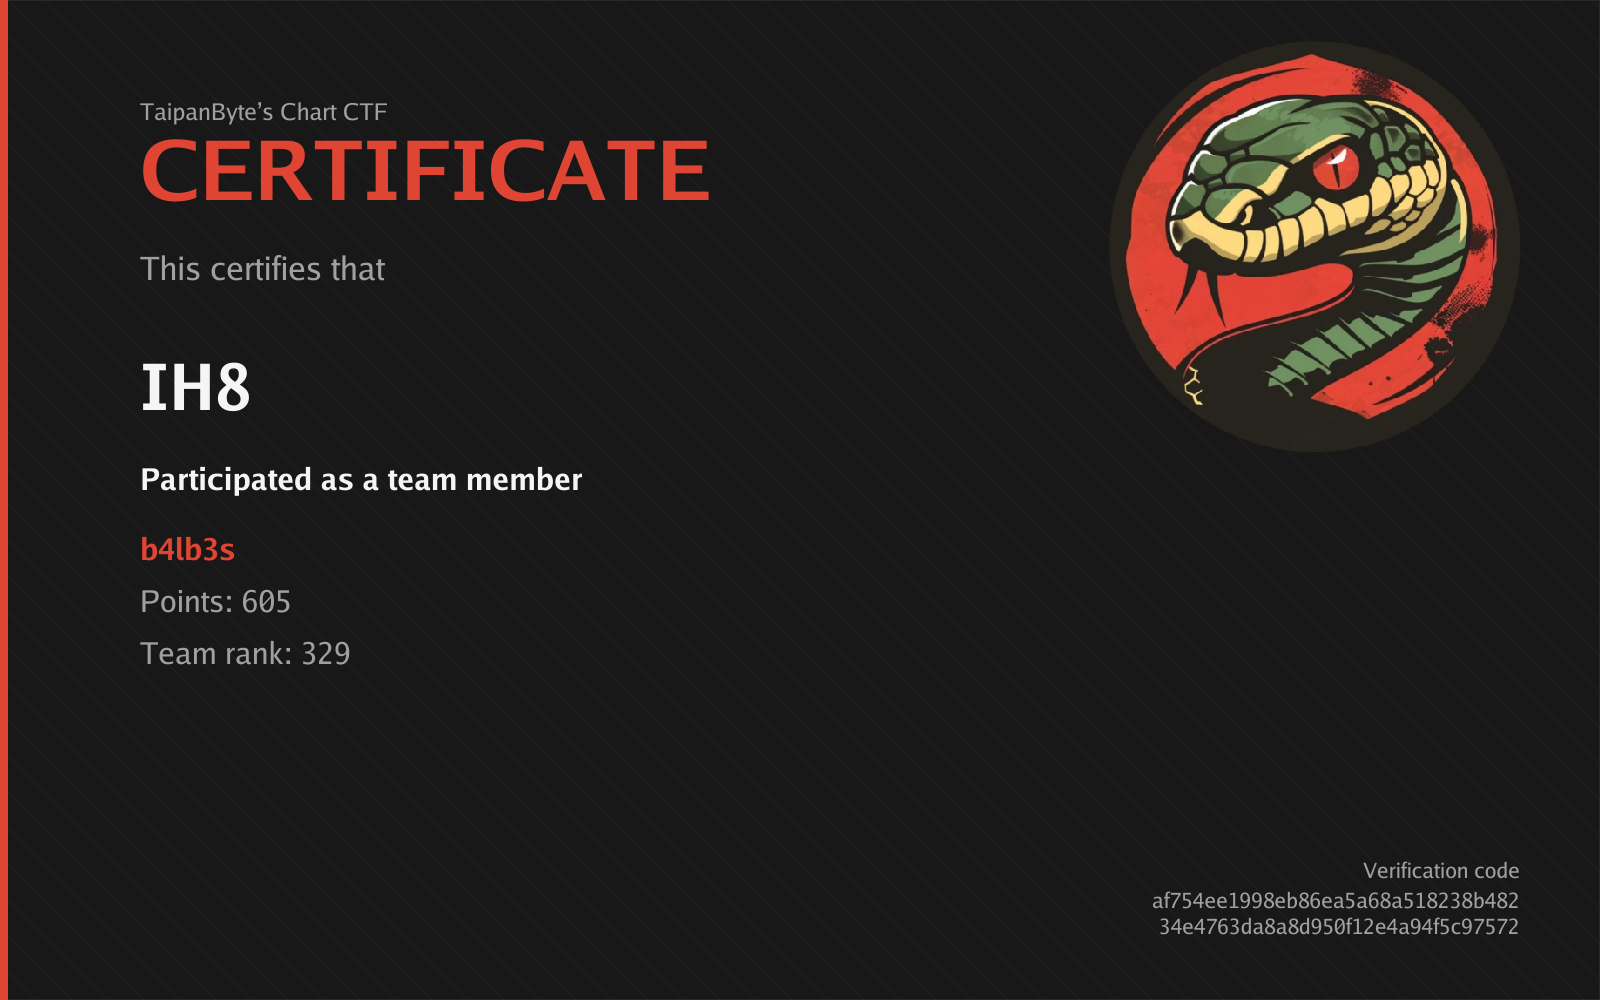 TaipanByte’s Chart CTF
CERTIFICATE
This certifies that
IH8
Participated as a team member
b4lb3s
Points: 605
Team rank: 329
Verification code
af754ee1998eb86ea5a68a518238b482
34e4763da8a8d950f12e4a94f5c97572